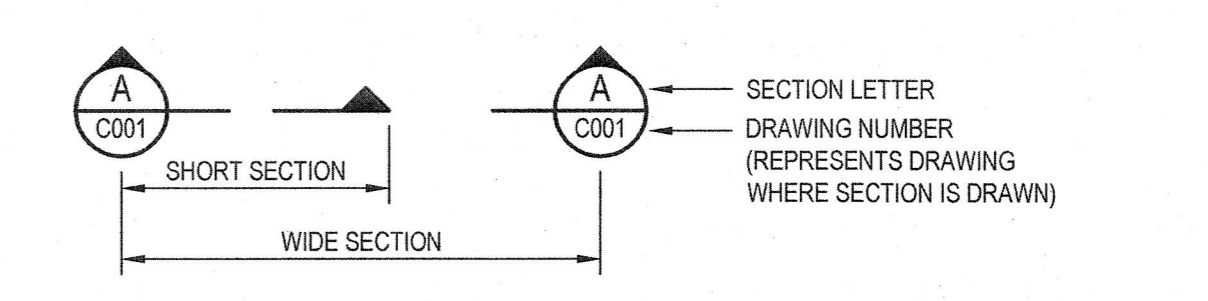 A
C001
A
C001
SECTION LETTER
DRAWING NUMBER
(REPRESENTS DRAWING
WHERE SECTION IS DRAWN)
SHORT SECTION
WIDE SECTION